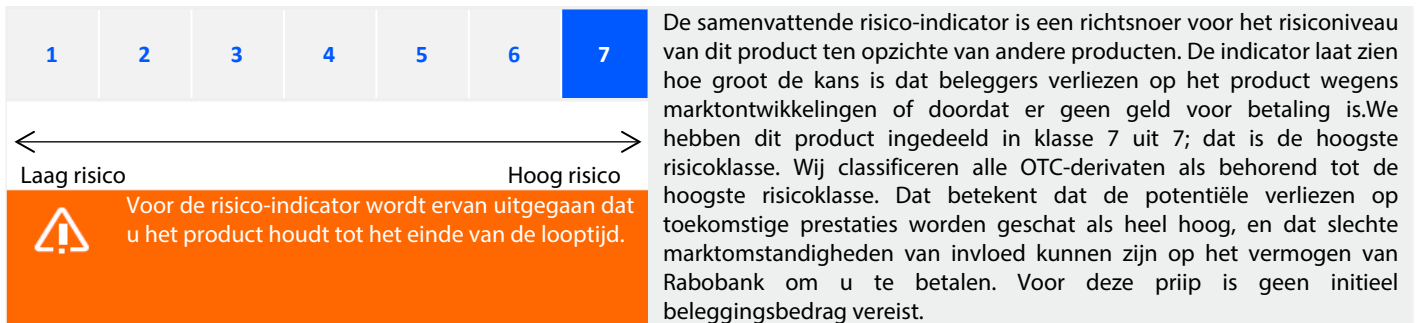 1 2 3 4 5 6 7
Laag risico Hoog risico
Voor de risico-indicator wordt ervan uitgegaan dat
u het product houdt tot het einde van de looptijd.
De samenvattende risico-indicator is een richtsnoer voor het risiconiveau
van dit product ten opzichte van andere producten. De indicator laat zien
hoe groot de kans is dat beleggers verliezen op het product wegens
marktontwikkelingen of doordat er geen geld voor betaling is.We
hebben dit product ingedeeld in klasse 7 uit 7; dat is de hoogste
risicoklasse. Wij classificeren alle OTC-derivaten als behorend tot de
hoogste risicoklasse. Dat betekent dat de potentiële verliezen op
toekomstige prestaties worden geschat als heel hoog, en dat slechte
marktomstandigheden van invloed kunnen zijn op het vermogen van
Rabobank om u te betalen. Voor deze priip is geen initieel
beleggingsbedrag vereist.